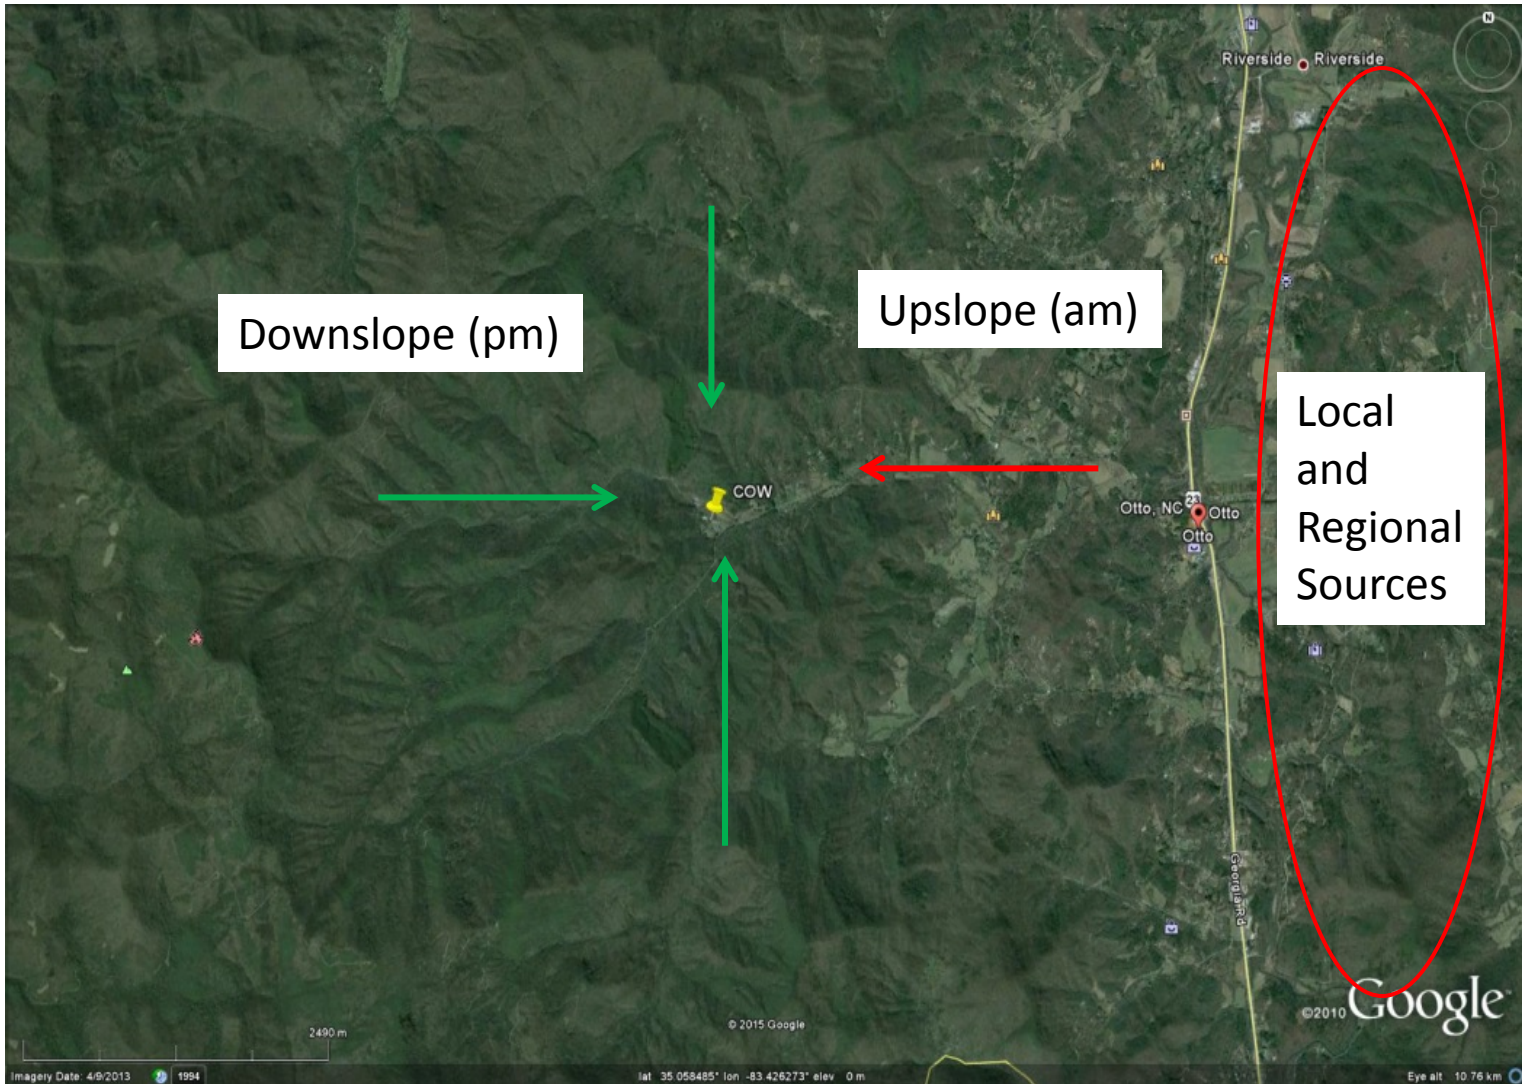 N
Riverside Riverside
Upslope (am)
Downslope (pm)
Local
and
Regional
Sources
COW
23
Otto, NC Otto
Otto
Georgia Rd
©2010 Google
2490 m
© 2015 Google
Imagery Date: 4/9/2013 1994 lat 35.058485° lon -83.426273° elev 0 m Eye alt 10.76 km